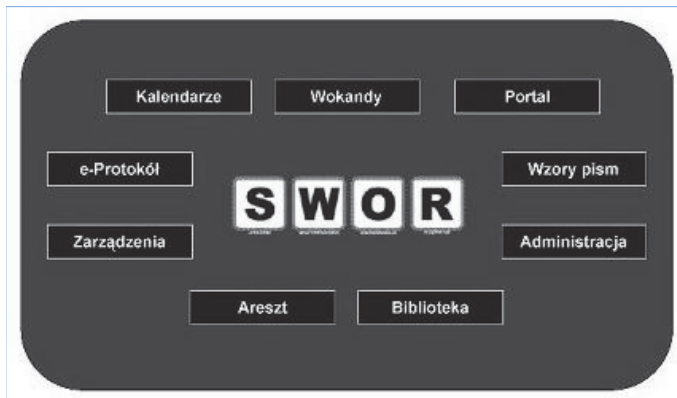 Kalendarze
Wokandy
Portal
e-Protokół
Wzory pism
SWOR
Zarządzenia
Administracja
Areszt
Biblioteka